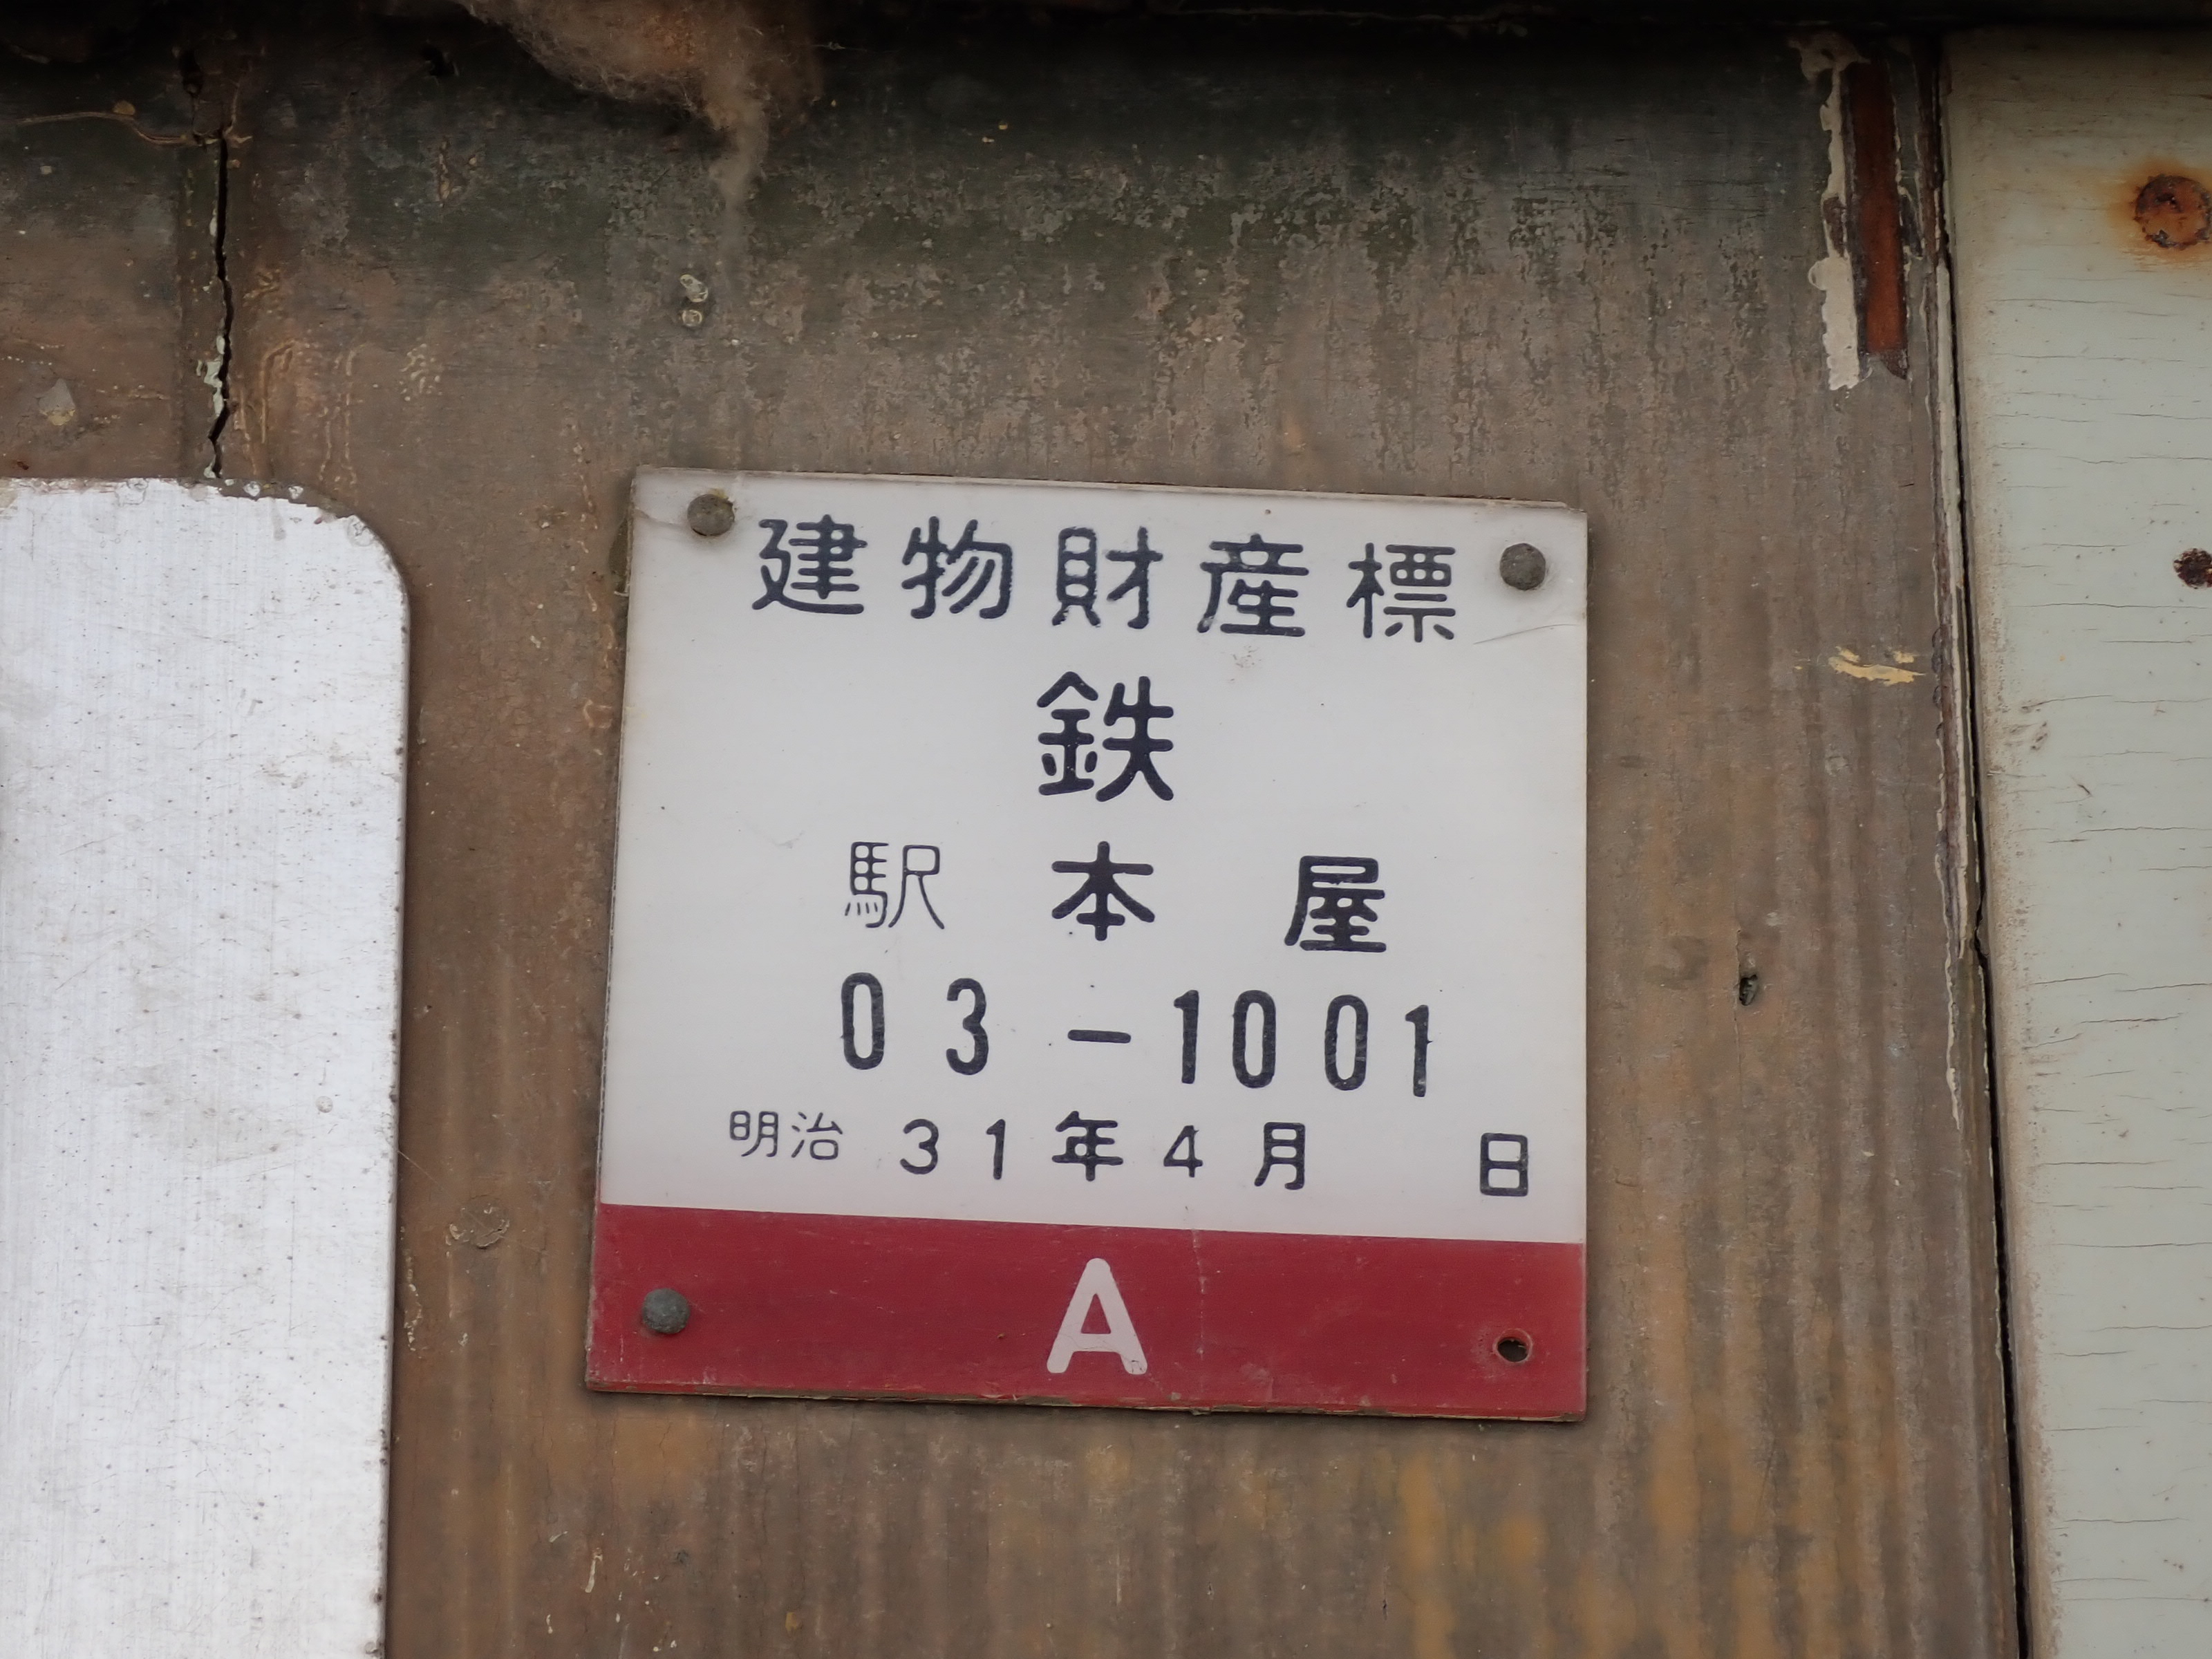 建物財産標
鉄
駅本屋
03-1001
明治31年4月 日
A